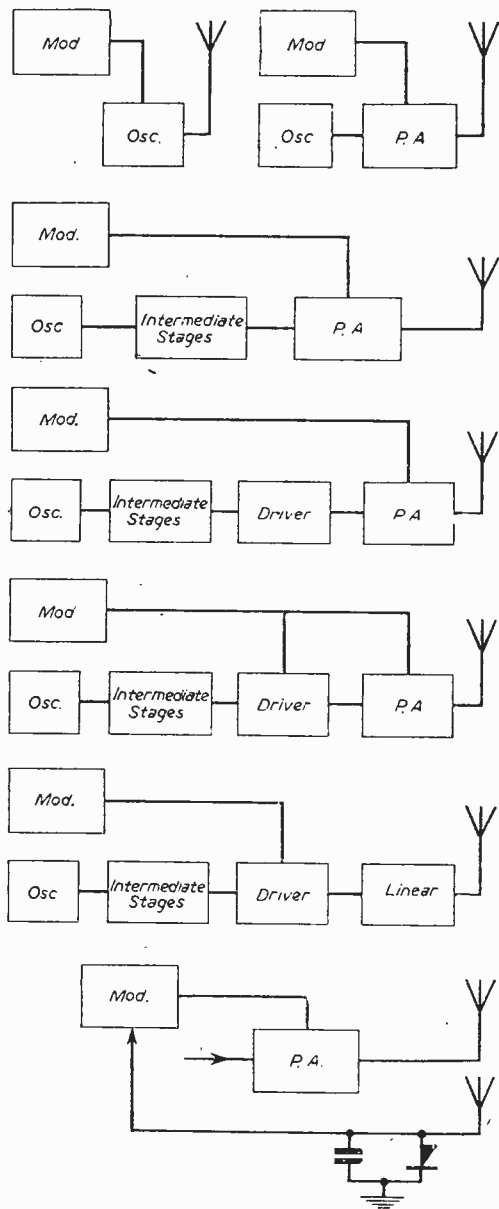 Mod
Osc.
Mod
Osc
P.A
Mod.
Osc
Intermediate
Stages
P.A
Mod.
Osc.
Intermediate
Stages
Driver
P.A
Mod
Osc.
Intermediate
Stages
Driver
P.A
Mod.
Osc
Intermediate
Stages
Driver
Linear
Mod.
P.A.